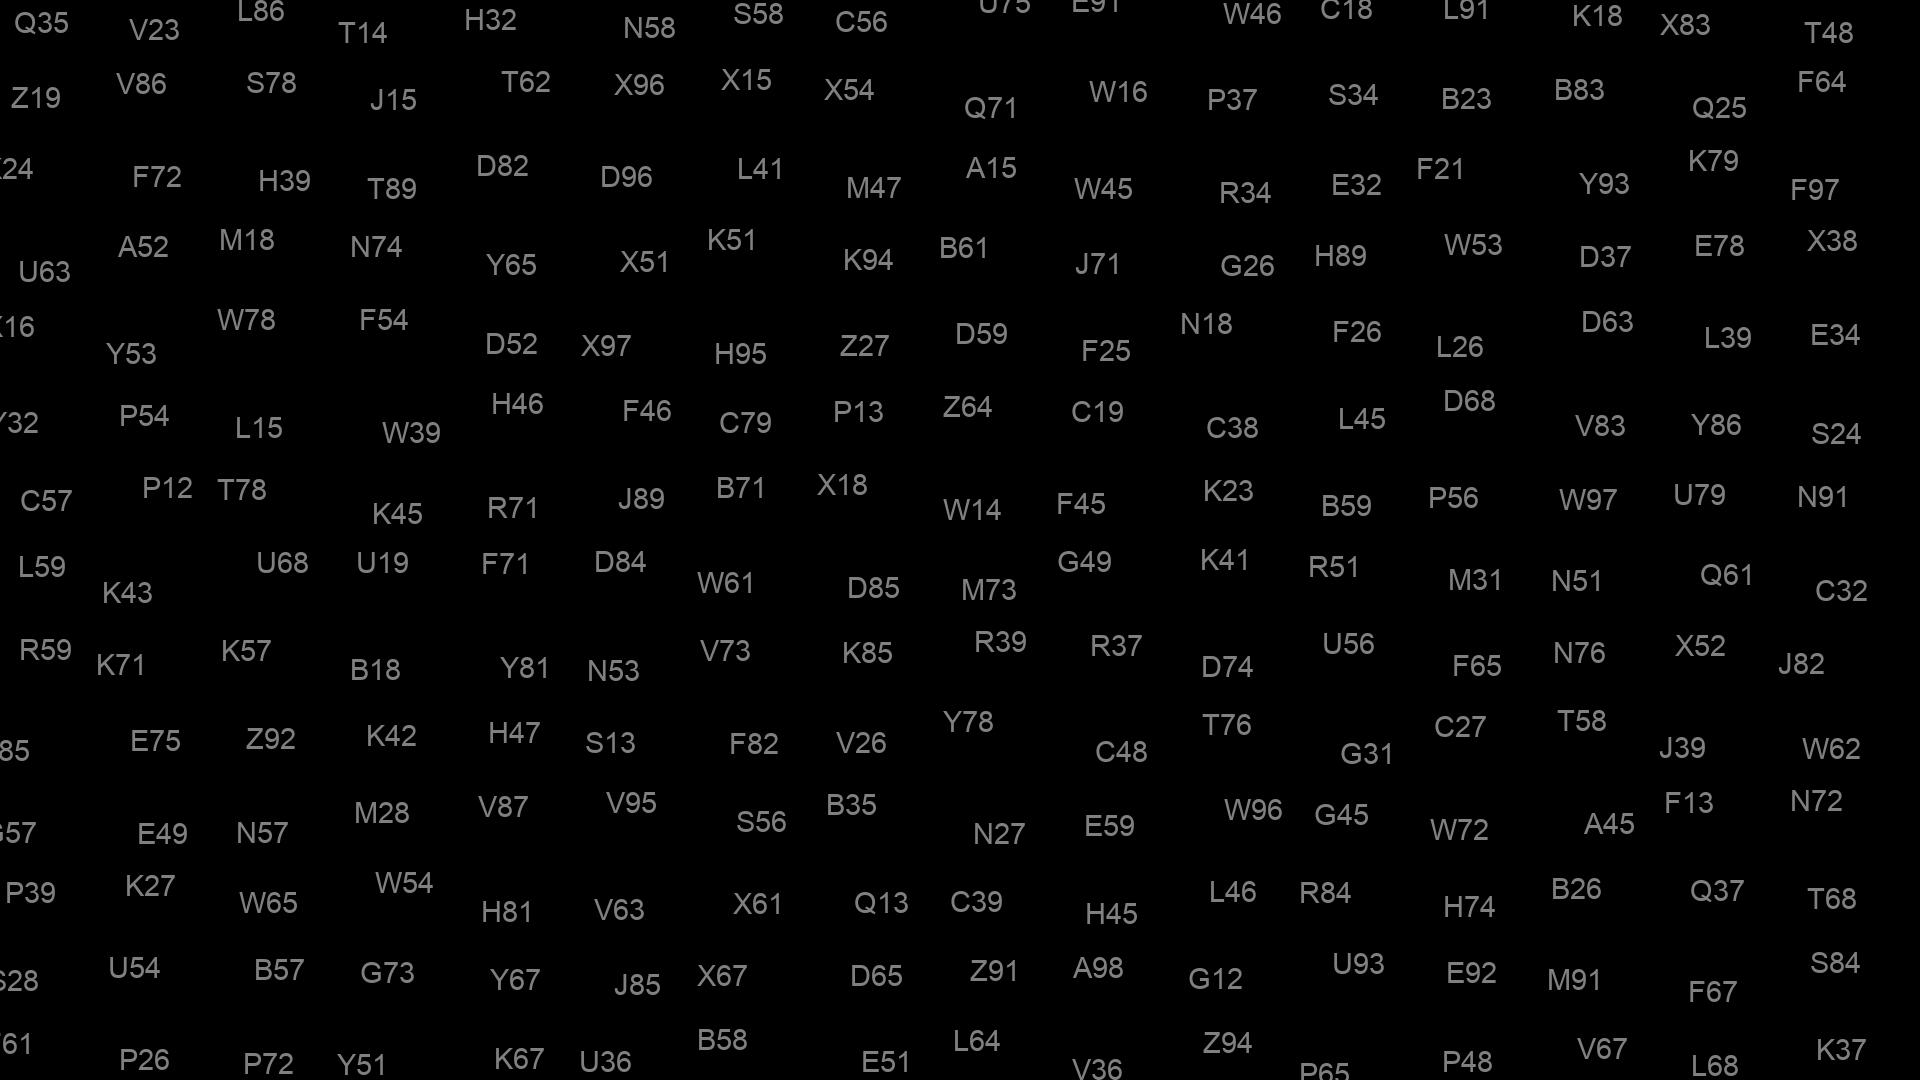 Q35 V23 L86 T14 H32 N58 S58 C56 U75 E91 W46 C18 L91 K18 X83 T48
Z19 V86 S78 J15 T62 X96 X15 X54 Q71 W16 P37 S34 B23 B83 Q25 F64
24 F72 H39 T89 D82 D96 L41 M47 A15 W45 R34 E32 F21 Y93 K79 F97
U63 A52 M18 N74 Y65 X51 K51 K94 B61 J71 G26 H89 W53 D37 E78 X38
16 Y53 W78 F54 D52 X97 H95 Z27 D59 F25 N18 F26 L26 D63 L39 E34
Y32 P54 L15 W39 H46 F46 C79 P13 Z64 C19 C38 L45 D68 V83 Y86 S24
C57 P12 T78 K45 R71 J89 B71 X18 W14 F45 K23 B59 P56 W97 U79 N91
L59 K43 U68 U19 F71 D84 W61 D85 M73 G49 K41 R51 M31 N51 Q61 C32
R59 K71 K57 B18 Y81 N53 V73 K85 R39 R37 D74 U56 F65 N76 X52 J82
85 E75 Z92 K42 H47 S13 F82 V26 Y78 C48 T76 G31 C27 T58 J39 W62
G57 E49 N57 M28 V87 V95 S56 B35 N27 E59 W96 G45 W72 A45 F13 N72
P39 K27 W65 W54 H81 V63 X61 Q13 C39 H45 L46 R84 H74 B26 Q37 T68
S28 U54 B57 G73 Y67 J85 X67 D65 Z91 A98 G12 U93 E92 M91 F67 S84
61 P26 P72 Y51 K67 U36 B58 E51 L64 V36 Z94 P65 P48 V67 L68 K37